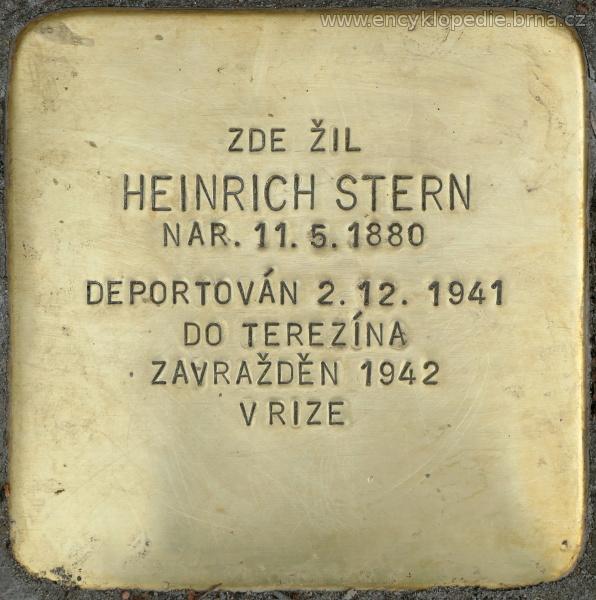 www.encyklopedie.brna.cz
ZDE ŽIL
HEINRICH STERN
NAR. 11. 5. 1880
DEPORTOVÁN 2. 12. 1941
DO TEREZÍNA
ZAVRAŽDĚN 1942
V RIZE